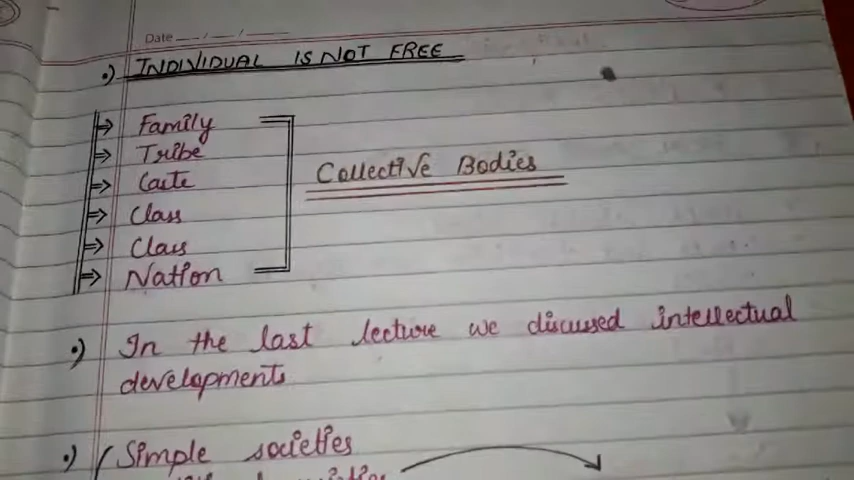 Date
•) INDIVIDUAL IS NOT FREE
⇒ Family
⇒ Tribe
⇒ Caste
⇒ Class
⇒ Class
⇒ Nation
Collective Bodies
•) In the last lecture we discussed intellectual
developments
•) Simple societies